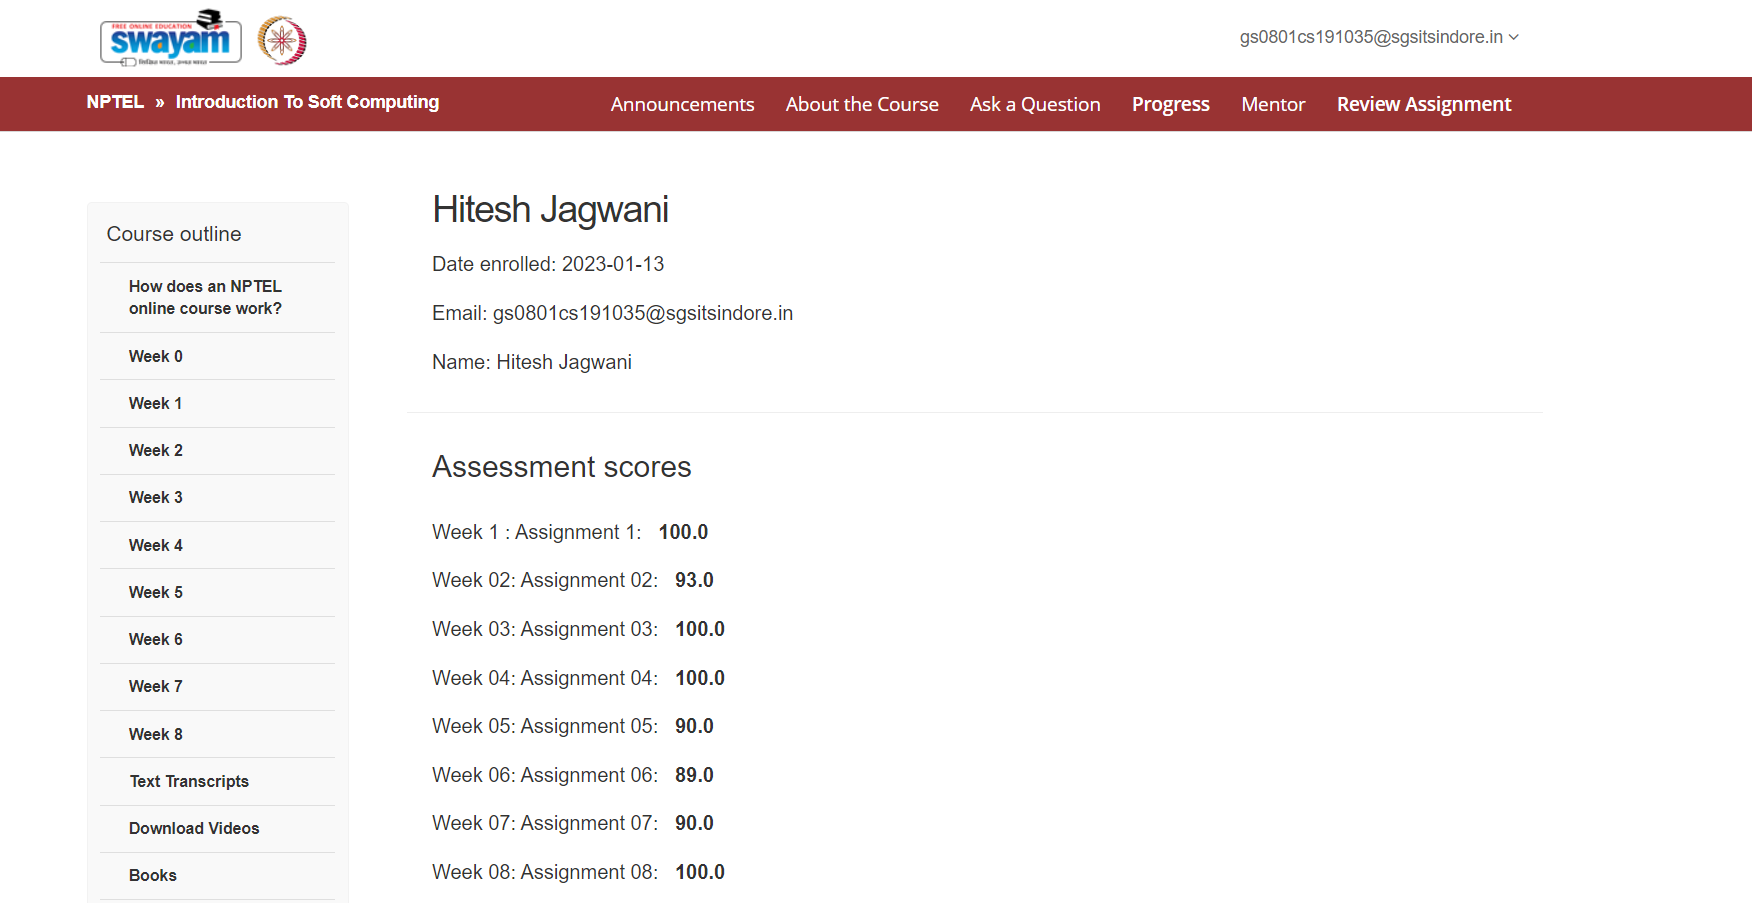 FREE ONLINE EDUCATION
swayam
gs0801cs191035@sgsitsindore.in
NPTEL » Introduction To Soft Computing
Announcements
About the Course
Ask a Question
Progress
Mentor
Review Assignment
Course outline
How does an NPTEL
online course work?
Week 0
Week 1
Week 2
Week 3
Week 4
Week 5
Week 6
Week 7
Week 8
Text Transcripts
Download Videos
Books
Hitesh Jagwani
Date enrolled: 2023-01-13
Email: gs0801cs191035@sgsitsindore.in
Name: Hitesh Jagwani
Assessment scores
Week 1 : Assignment 1: 100.0
Week 02: Assignment 02: 93.0
Week 03: Assignment 03: 100.0
Week 04: Assignment 04: 100.0
Week 05: Assignment 05: 90.0
Week 06: Assignment 06: 89.0
Week 07: Assignment 07: 90.0
Week 08: Assignment 08: 100.0